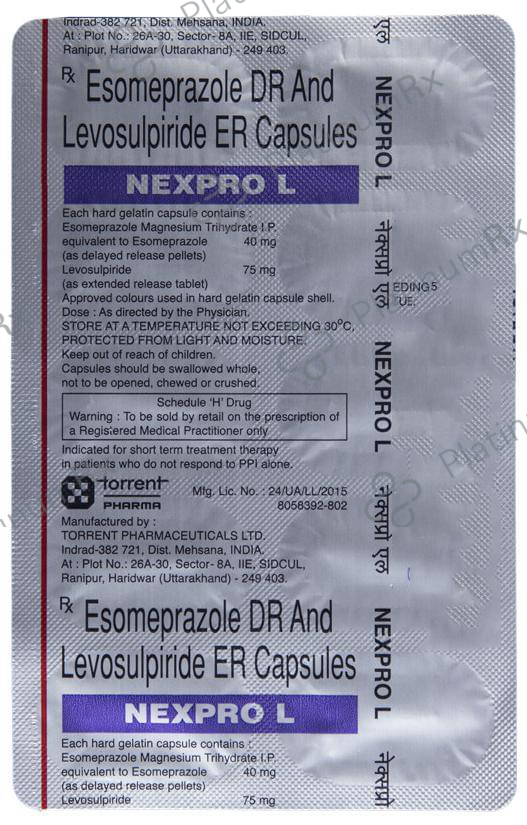 Indrad-382 721, Dist. Mehsana, INDIA.
At : Plot No.: 26A-30, Sector- 8A, IIE, SIDCUL,
Ranipur, Haridwar (Uttarakhand) - 249 403.
Rx
Esomeprazole DR And
Levosulpiride ER Capsules
NEXPRO L
Each hard gelatin capsule contains :
Esomeprazole Magnesium Trihydrate I.P.
equivalent to Esomeprazole 40 mg
(as delayed release pellets)
Levosulpiride 75 mg
(as extended release tablet)
Approved colours used in hard gelatin capsule shell.
Dose : As directed by the Physician.
STORE AT A TEMPERATURE NOT EXCEEDING 30°C,
PROTECTED FROM LIGHT AND MOISTURE.
Keep out of reach of children.
Capsules should be swallowed whole,
not to be opened, chewed or crushed.
Schedule 'H' Drug
Warning : To be sold by retail on the prescription of
a Registered Medical Practitioner only
Indicated for short term treatment therapy
in patients who do not respond to PPI alone.
torrent
PHARMA
Mfg. Lic. No. : 24/UA/LL/2015
8058392-802
Manufactured by :
TORRENT PHARMACEUTICALS LTD.
Indrad-382 721, Dist. Mehsana, INDIA.
At : Plot No.: 26A-30, Sector- 8A, IIE, SIDCUL,
Ranipur, Haridwar (Uttarakhand) - 249 403.
Rx
Esomeprazole DR And
Levosulpiride ER Capsules
NEXPRO L
Each hard gelatin capsule contains :
Esomeprazole Magnesium Trihydrate I.P.
equivalent to Esomeprazole 40 mg
(as delayed release pellets)
Levosulpiride 75 mg
एल
NEXPRO L
नेक्सप्रो एल
NEXPRO L
नेक्सप्रो एल
NEXPRO L
नेक्सप्रो
EDING 5
UE.
PlatinumRx